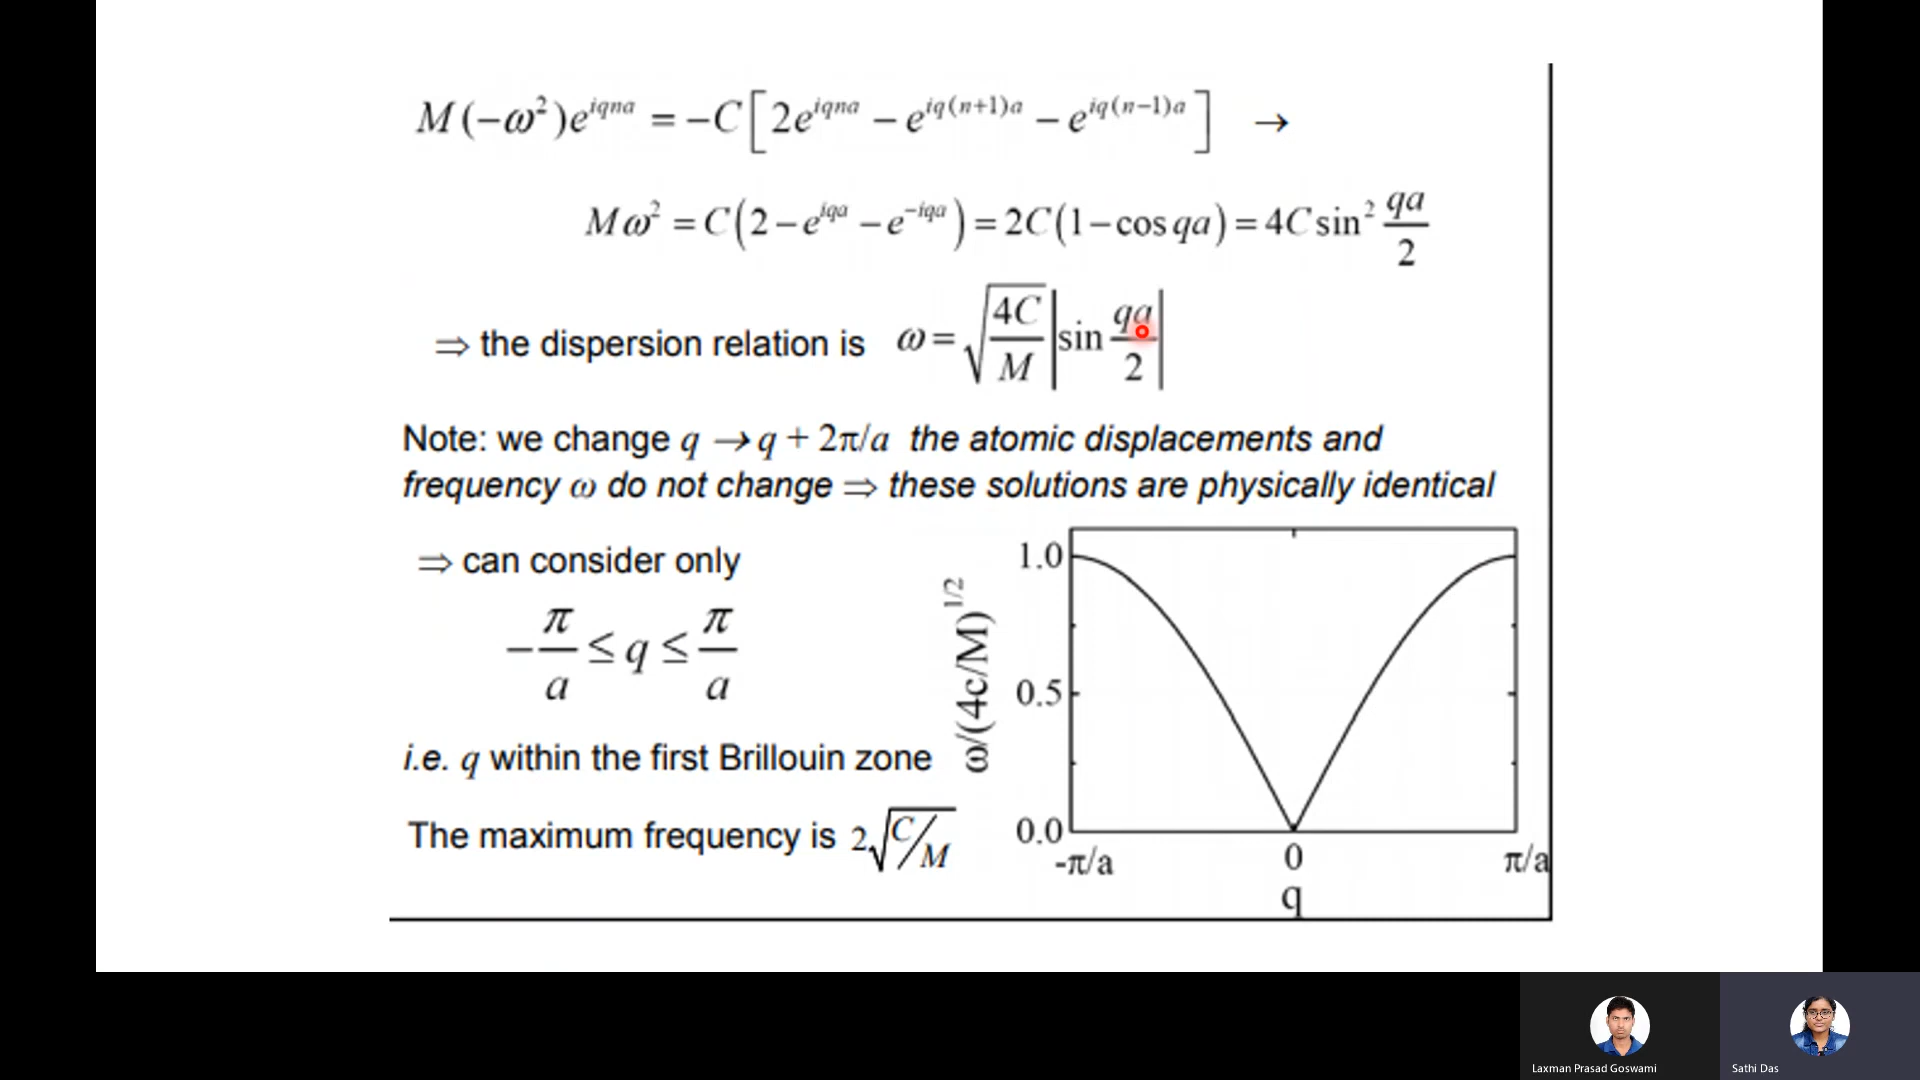 M(−ω²)e^{iqna} = −C[2e^{iqna} − e^{iq(n+1)a} − e^{iq(n−1)a}] →
Mω² = C(2−e^{iqa} −e^{−iqa}) = 2C(1−cos qa) = 4C sin² qa/2
⇒ the dispersion relation is ω = √(4C/M) |sin qa/2|
Note: we change q → q + 2π/a the atomic displacements and
frequency ω do not change ⇒ these solutions are physically identical
⇒ can consider only
−π/a ≤ q ≤ π/a
i.e. q within the first Brillouin zone
The maximum frequency is 2√(C/M)
ω/(4c/M)^{1/2}
1.0
0.5
0.0
-π/a 0 π/a
q
Laxman Prasad Goswami
Sathi Das